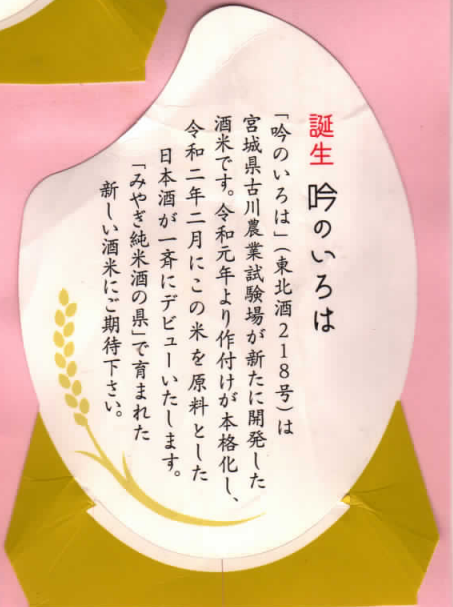 誕生 吟のいろは
「吟のいろは」（東北酒２１８号）は
宮城県古川農業試験場が新たに開発した
酒米です。令和元年より作付けが本格化し、
令和二年二月にこの米を原料とした
日本酒が一斉にデビューいたします。
「みやぎ純米酒の県」で育まれた
新しい酒米にご期待下さい。